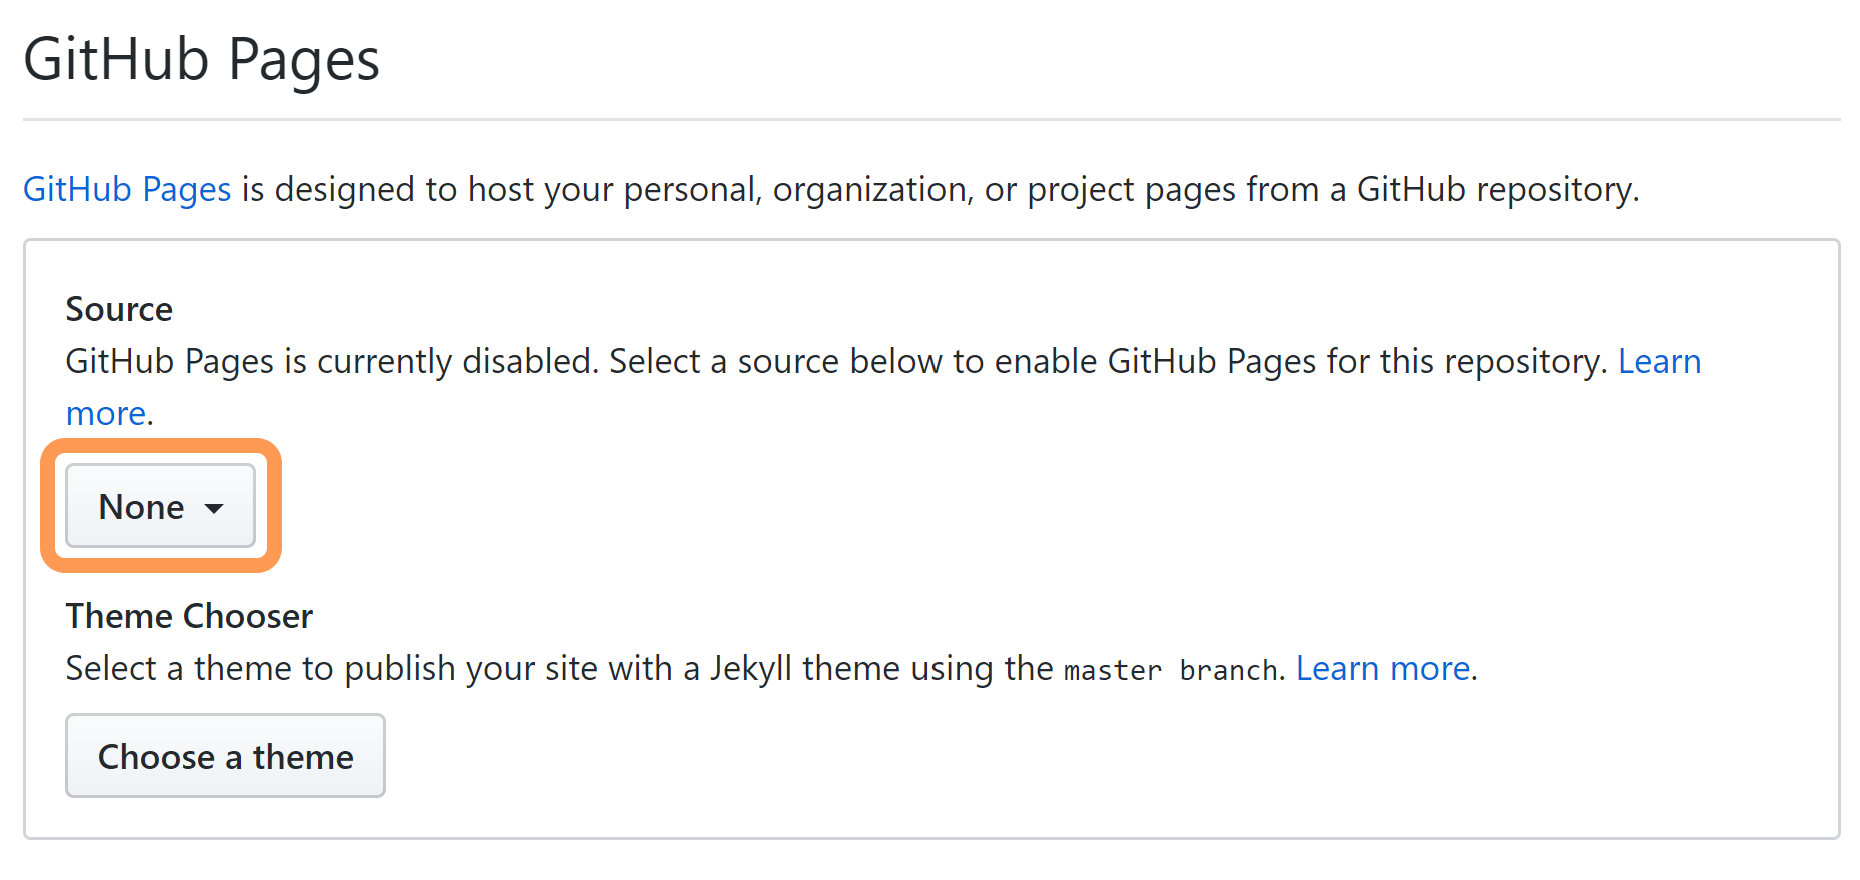 GitHub Pages
GitHub Pages is designed to host your personal, organization, or project pages from a GitHub repository.
Source
GitHub Pages is currently disabled. Select a source below to enable GitHub Pages for this repository. Learn
more.
None
Theme Chooser
Select a theme to publish your site with a Jekyll theme using the master branch. Learn more.
Choose a theme